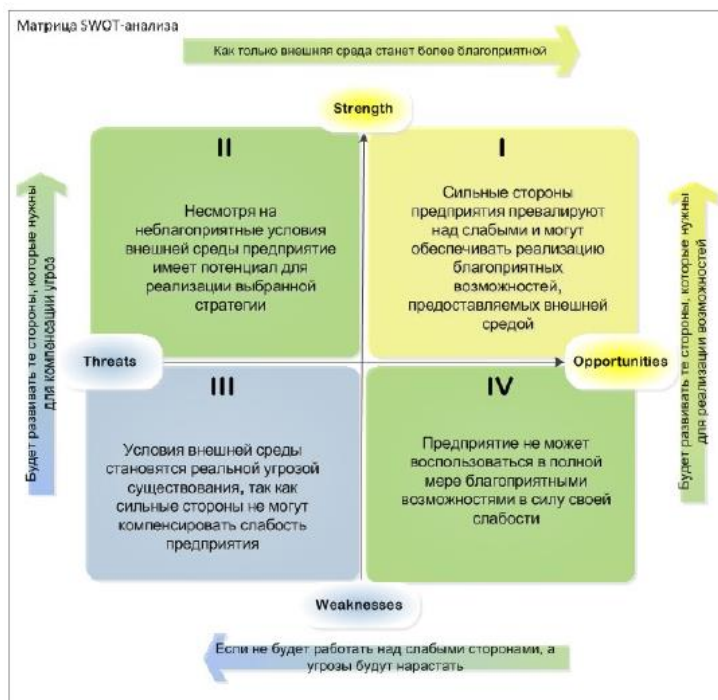 Матрица SWOT-анализа
Как только внешняя среда станет более благоприятной
Strength
II
Несмотря на
неблагоприятные условия
внешней среды предприятие
имеет потенциал для
реализации выбранной
стратегии
I
Сильные стороны
предприятия превалируют
над слабыми и могут
обеспечивать реализацию
благоприятных
возможностей,
предоставляемых внешней
средой
Будет развивать те стороны, которые нужны
для компенсации угроз
Threats
Opportunities
Будет развивать те стороны, которые нужны
для реализации возможностей
III
Условия внешней среды
становятся реальной угрозой
существования, так как
сильные стороны не могут
компенсировать слабость
предприятия
IV
Предприятие не может
воспользоваться в полной
мере благоприятными
возможностями в силу своей
слабости
Weaknesses
Если не будет работать над слабыми сторонами, а
угрозы будут нарастать